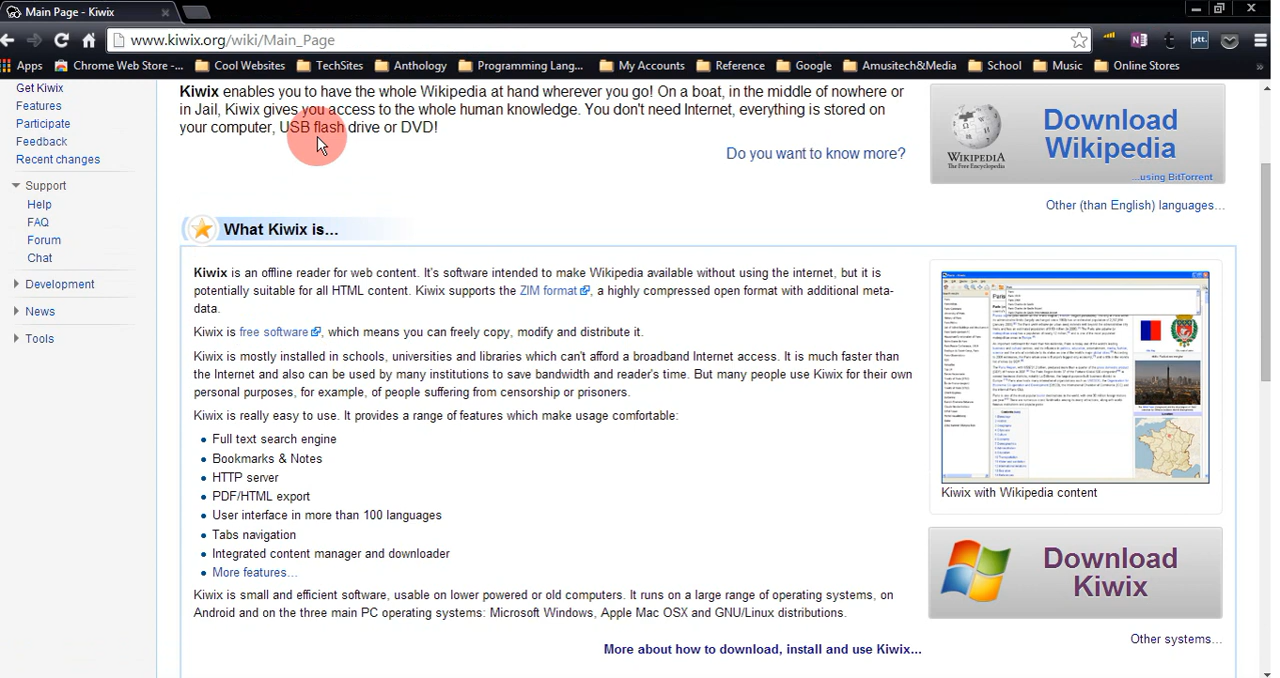 Main Page - Kiwix
www.kiwix.org/wiki/Main_Page
ptt.
Apps Chrome Web Store -... Cool Websites TechSites Anthology Programming Lang... My Accounts Reference Google Amusitech&Media School Music Online Stores »
Get Kiwix
Features
Participate
Feedback
Recent changes
Support
Help
FAQ
Forum
Chat
Development
News
Tools
Kiwix enables you to have the whole Wikipedia at hand wherever you go! On a boat, in the middle of nowhere or
in Jail, Kiwix gives you access to the whole human knowledge. You don't need Internet, everything is stored on
your computer, USB flash drive or DVD!
Do you want to know more?
WIKIPEDIA
The Free Encyclopedia
Download
Wikipedia
...using BitTorrent
Other (than English) languages...
What Kiwix is...
Kiwix is an offline reader for web content. It's software intended to make Wikipedia available without using the internet, but it is
potentially suitable for all HTML content. Kiwix supports the ZIM format, a highly compressed open format with additional meta-
data.
Kiwix is free software, which means you can freely copy, modify and distribute it.
Kiwix is mostly installed in schools, universities and libraries which can't afford a broadband Internet access. It is much faster than
the Internet and also can be used by many institutions to save bandwidth and reader's time. But many people use Kiwix for their own
personal purposes, for example, of people suffering from censorship or prisoners.
Kiwix is really easy to use. It provides a range of features which make usage comfortable:
Full text search engine
Bookmarks & Notes
HTTP server
PDF/HTML export
User interface in more than 100 languages
Tabs navigation
Integrated content manager and downloader
More features...
Kiwix is small and efficient software, usable on lower powered or old computers. It runs on a large range of operating systems, on
Android and on the three main PC operating systems: Microsoft Windows, Apple Mac OSX and GNU/Linux distributions.
More about how to download, install and use Kiwix...
Paris
Kiwix with Wikipedia content
Download
Kiwix
Other systems...